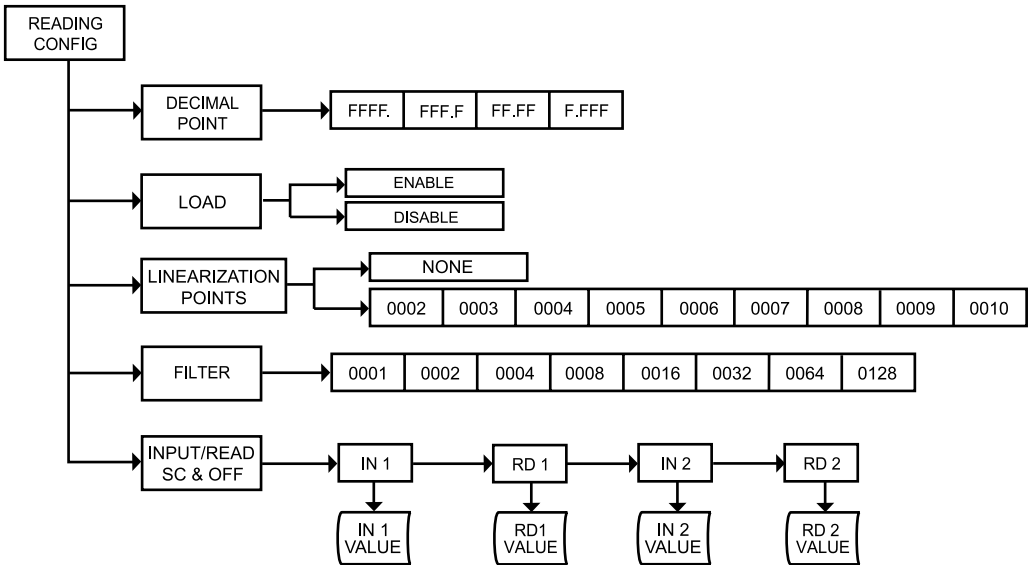 READING
CONFIG
DECIMAL
POINT
FFFF. FFF.F FF.FF F.FFF
LOAD
ENABLE
DISABLE
LINEARIZATION
POINTS
NONE
0002 0003 0004 0005 0006 0007 0008 0009 0010
FILTER
0001 0002 0004 0008 0016 0032 0064 0128
INPUT/READ
SC & OFF
IN 1 RD 1 IN 2 RD 2
IN 1
VALUE
RD1
VALUE
IN 2
VALUE
RD 2
VALUE